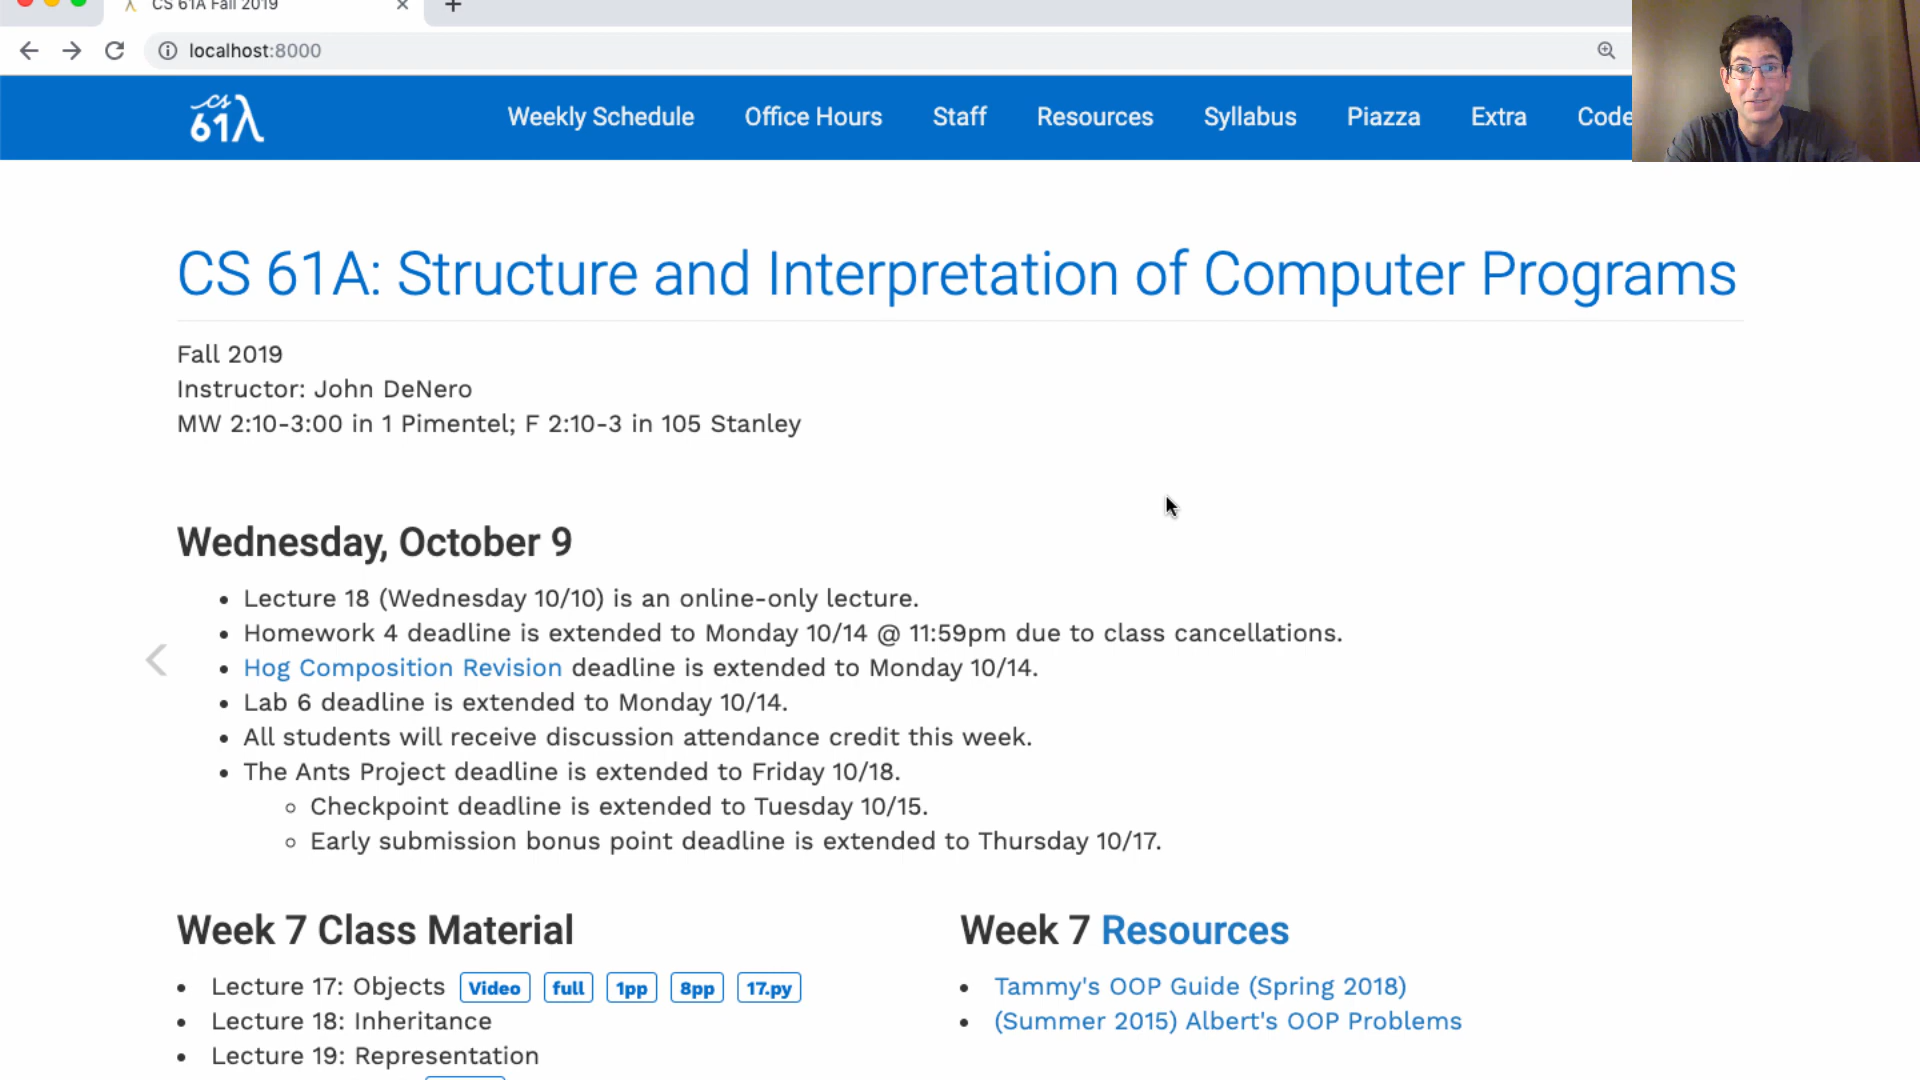 CS 61A Fall 2019
localhost:8000
cs
61λ
Weekly Schedule
Office Hours
Staff
Resources
Syllabus
Piazza
Extra
Code
CS 61A: Structure and Interpretation of Computer Programs
Fall 2019
Instructor: John DeNero
MW 2:10-3:00 in 1 Pimentel; F 2:10-3 in 105 Stanley
Wednesday, October 9
Lecture 18 (Wednesday 10/10) is an online-only lecture.
Homework 4 deadline is extended to Monday 10/14 @ 11:59pm due to class cancellations.
Hog Composition Revision deadline is extended to Monday 10/14.
Lab 6 deadline is extended to Monday 10/14.
All students will receive discussion attendance credit this week.
The Ants Project deadline is extended to Friday 10/18.
Checkpoint deadline is extended to Tuesday 10/15.
Early submission bonus point deadline is extended to Thursday 10/17.
Week 7 Class Material
Lecture 17: Objects Video full 1pp 8pp 17.py
Lecture 18: Inheritance
Lecture 19: Representation
Week 7 Resources
Tammy's OOP Guide (Spring 2018)
(Summer 2015) Albert's OOP Problems